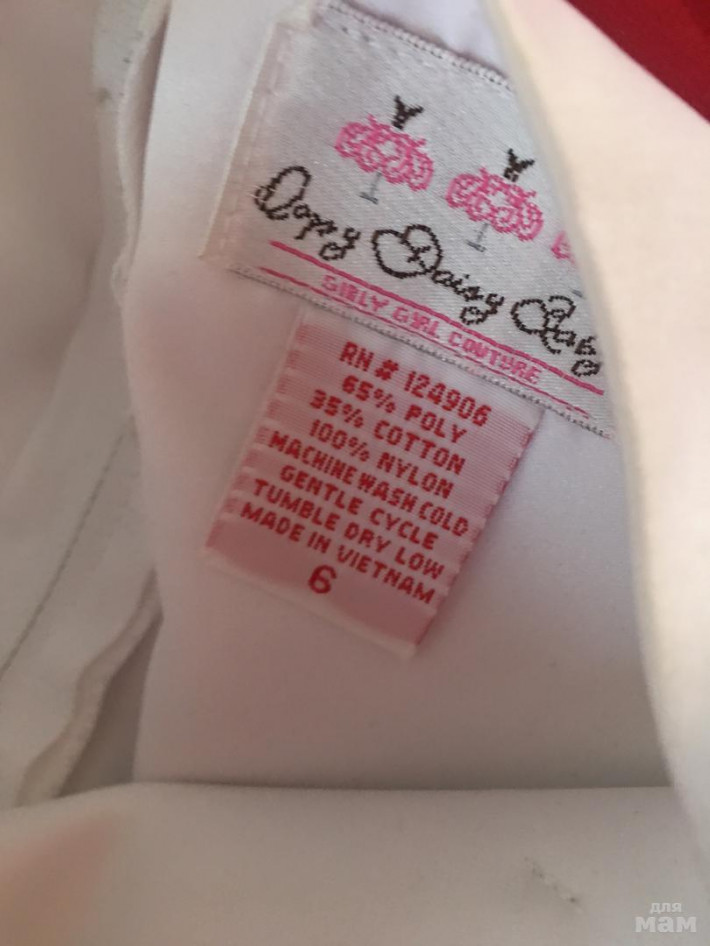 Oopsy Daisy Baby
GIRLY GIRL COUTURE
RN # 124906
65% POLY
35% COTTON
100% NYLON
MACHINE WASH COLD
GENTLE CYCLE
TUMBLE DRY LOW
MADE IN VIETNAM
6
для
мам